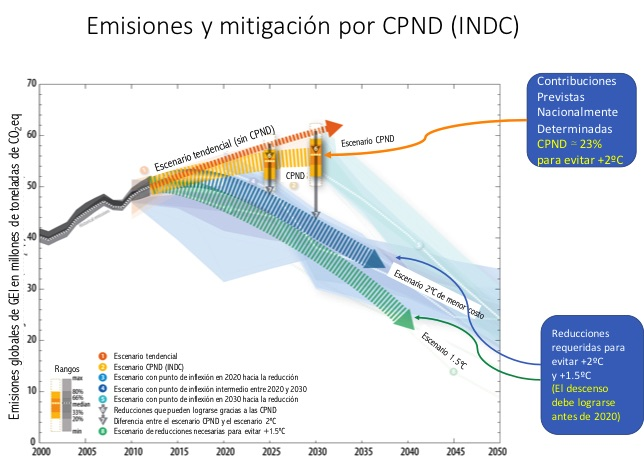 Emisiones y mitigación por CPND (INDC)
Contribuciones
Previstas
Nacionalmente
Determinadas
CPND ≈ 23%
para evitar +2ºC
Emisiones globales de GEI en millones de toneladas de CO₂eq
70
60
50
40
30
20
10
0
2000
2005
2010
2015
2020
2025
2030
2035
2040
2045
2050
Escenario tendencial (sin CPND)
Escenario CPND
CPND
Escenario 2ºC de menor costo
Escenario 1,5ºC
Reducciones
requeridas para
evitar +2ºC
y +1.5ºC
(El descenso
debe lograrse
antes de 2020)
Rangos
max
80%
66%
median
33%
20%
min
1 Escenario tendencial
2 Escenario CPND (INDC)
3 Escenario con punto de inflexión en 2020 hacia la reducción
4 Escenario con punto de inflexión intermedio entre 2020 y 2030
5 Escenario con punto de inflexión en 2030 hacia la reducción
Reducciones que pueden lograrse gracias a las CPND
Diferencia entre el escenario CPND y el escenario 2ºC
6 Escenario de reducciones necesarias para evitar +1.5ºC